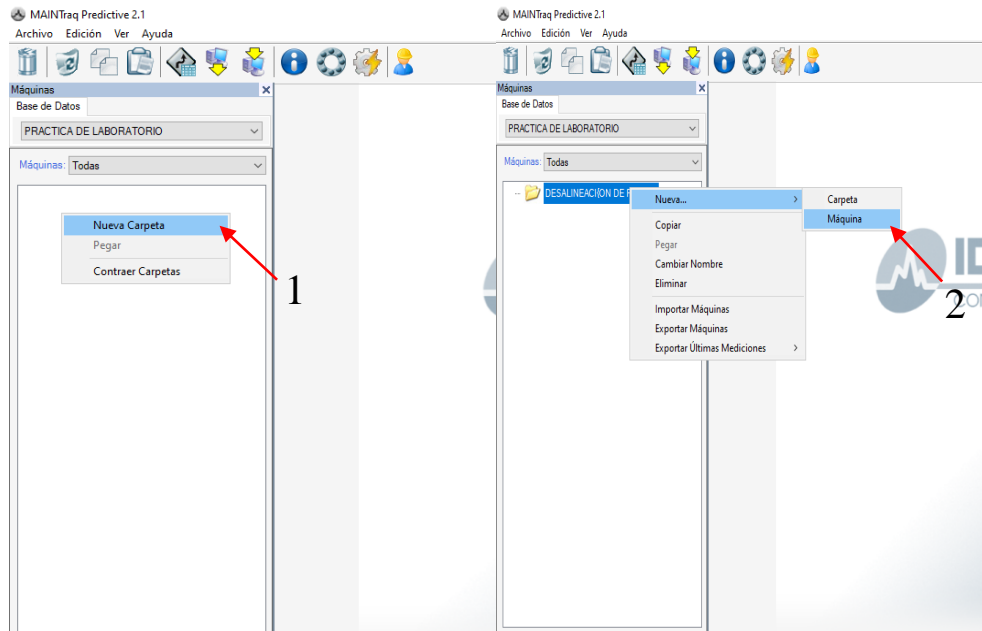 MAINTraq Predictive 2.1
Archivo Edición Ver Ayuda
Máquinas
Base de Datos
PRACTICA DE LABORATORIO
Máquinas: Todas
Nueva Carpeta
Pegar
Contraer Carpetas
1
MAINTraq Predictive 2.1
Archivo Edición Ver Ayuda
Máquinas
Base de Datos
PRACTICA DE LABORATORIO
Máquinas: Todas
DESALINEACI{ON DE
Nueva...
Carpeta
Máquina
Copiar
Pegar
Cambiar Nombre
Eliminar
Importar Máquinas
Exportar Máquinas
Exportar Últimas Mediciones
2